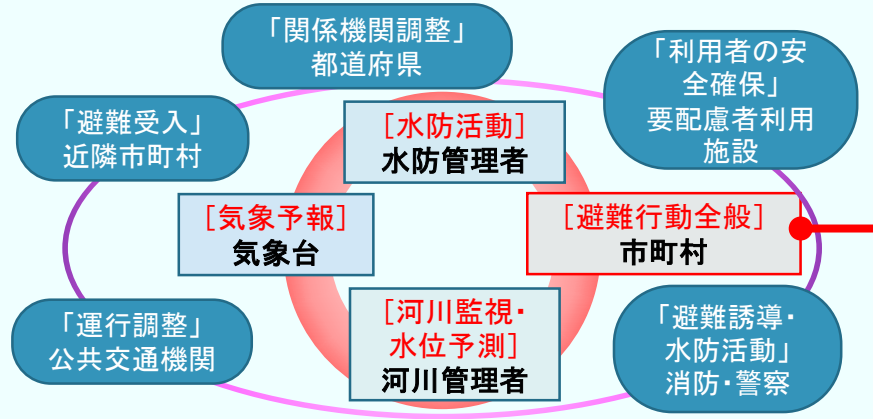 「関係機関調整」
都道府県
「利用者の安
全確保」
要配慮者利用
施設
「避難受入」
近隣市町村
[水防活動]
水防管理者
[気象予報]
気象台
[避難行動全般]
市町村
[河川監視・
水位予測]
河川管理者
「運行調整」
公共交通機関
「避難誘導・
水防活動」
消防・警察